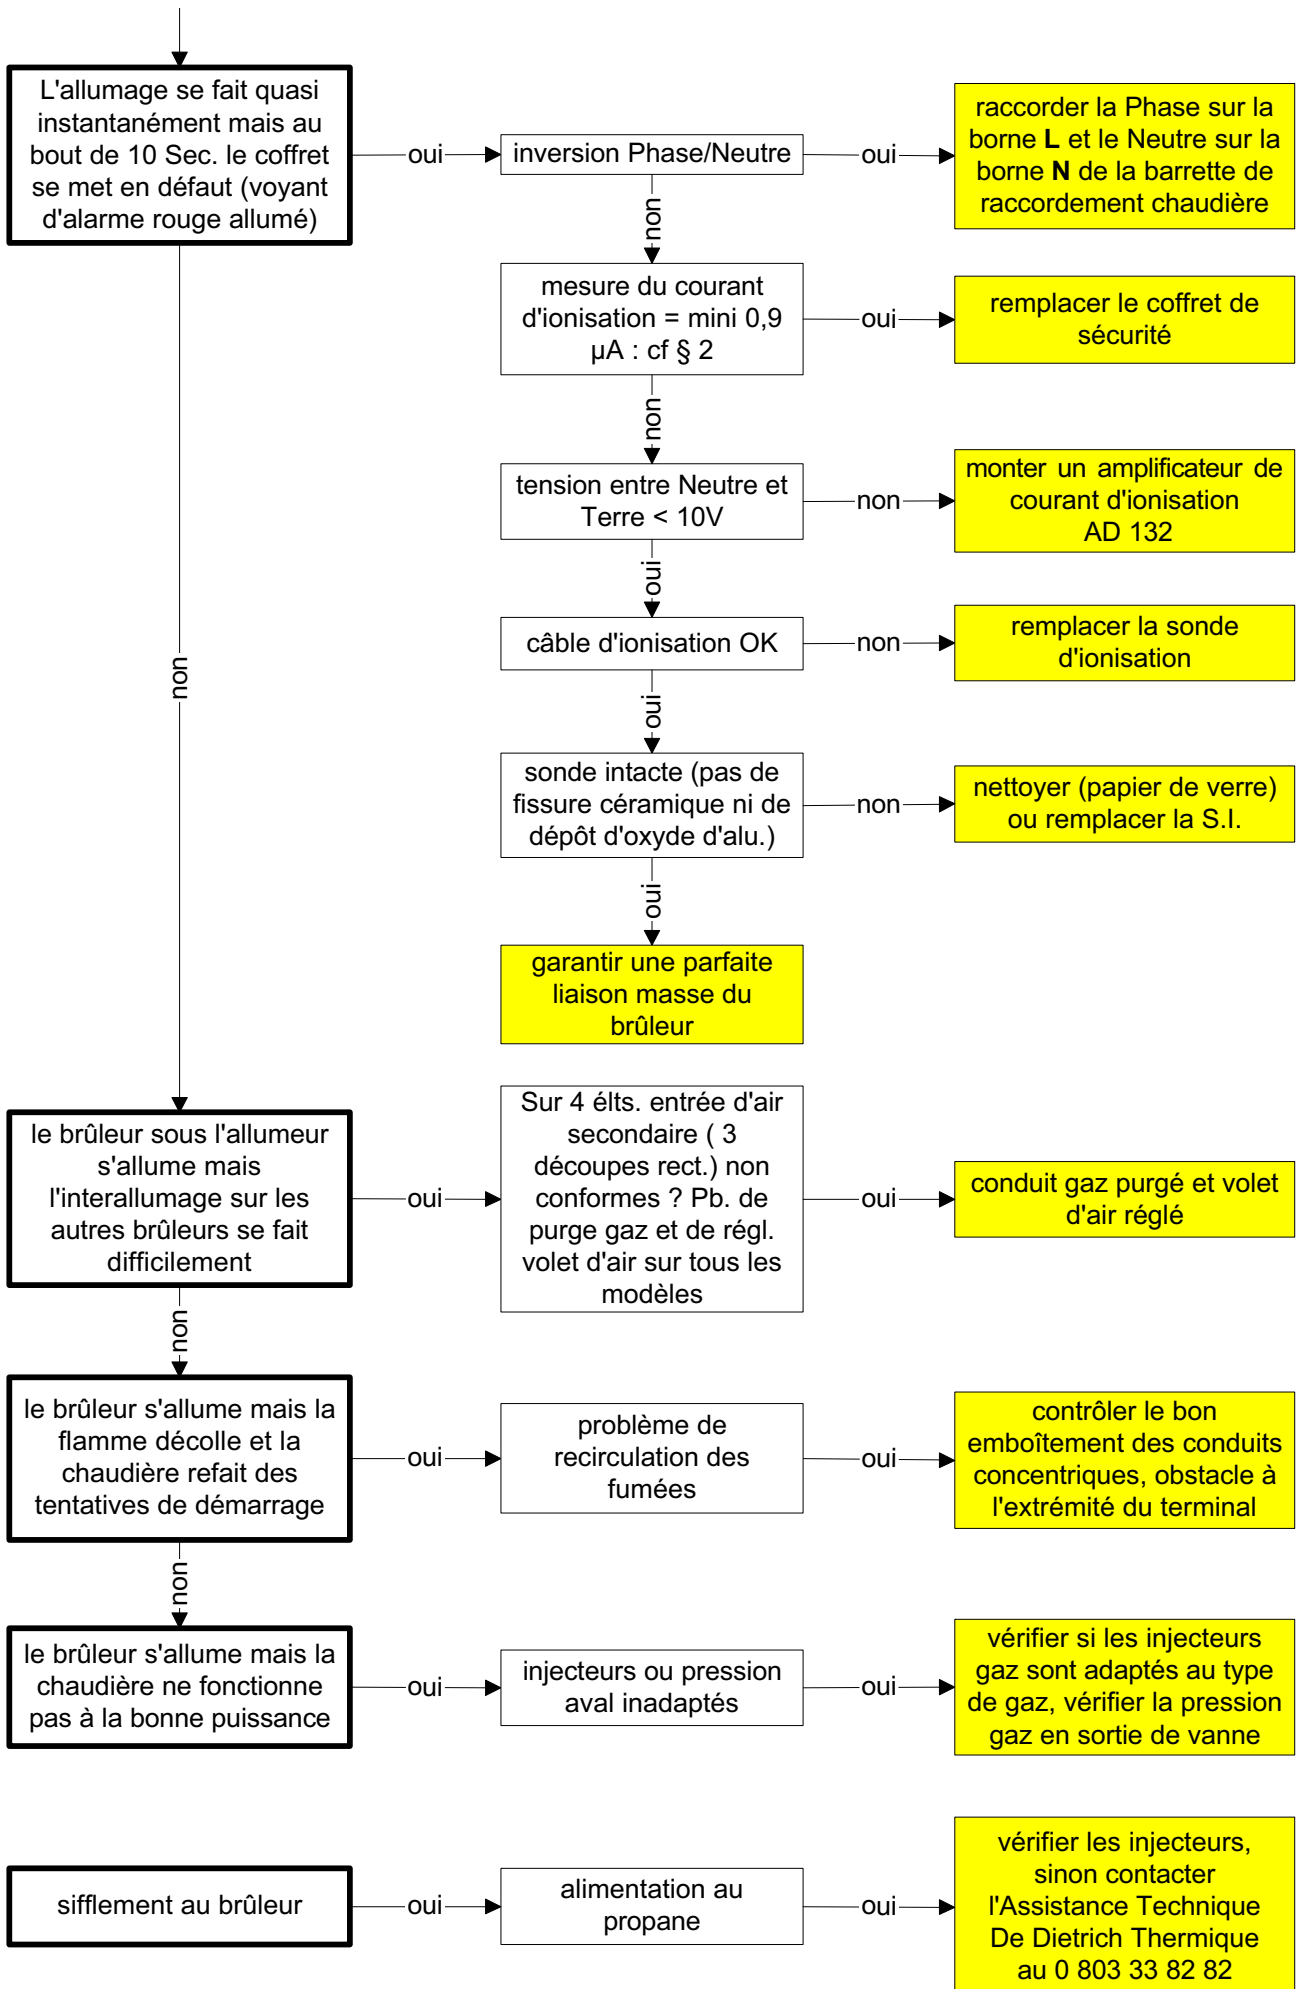 L'allumage se fait quasi
instantanément mais au
bout de 10 Sec. le coffret
se met en défaut (voyant
d'alarme rouge allumé)
oui
inversion Phase/Neutre
oui
raccorder la Phase sur la
borne L et le Neutre sur la
borne N de la barrette de
raccordement chaudière
non
mesure du courant
d'ionisation = mini 0,9
µA : cf § 2
oui
remplacer le coffret de
sécurité
non
tension entre Neutre et
Terre < 10V
non
monter un amplificateur de
courant d'ionisation
AD 132
oui
câble d'ionisation OK
non
remplacer la sonde
d'ionisation
oui
sonde intacte (pas de
fissure céramique ni de
dépôt d'oxyde d'alu.)
non
nettoyer (papier de verre)
ou remplacer la S.I.
oui
garantir une parfaite
liaison masse du
brûleur
non
le brûleur sous l'allumeur
s'allume mais
l'interallumage sur les
autres brûleurs se fait
difficilement
oui
Sur 4 élts. entrée d'air
secondaire ( 3
découpes rect.) non
conformes ? Pb. de
purge gaz et de régl.
volet d'air sur tous les
modèles
oui
conduit gaz purgé et volet
d'air réglé
non
le brûleur s'allume mais la
flamme décolle et la
chaudière refait des
tentatives de démarrage
oui
problème de
recirculation des
fumées
oui
contrôler le bon
emboîtement des conduits
concentriques, obstacle à
l'extrémité du terminal
non
le brûleur s'allume mais la
chaudière ne fonctionne
pas à la bonne puissance
oui
injecteurs ou pression
aval inadaptés
oui
vérifier si les injecteurs
gaz sont adaptés au type
de gaz, vérifier la pression
gaz en sortie de vanne
sifflement au brûleur
oui
alimentation au
propane
oui
vérifier les injecteurs,
sinon contacter
l'Assistance Technique
De Dietrich Thermique
au 0 803 33 82 82